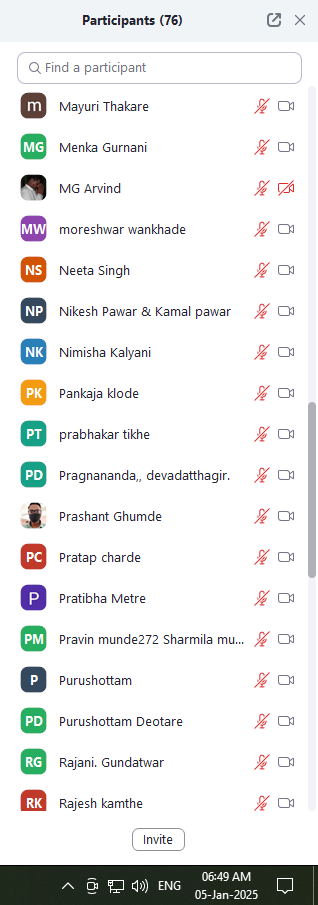 Participants (76)
Find a participant
m Mayuri Thakare
MG Menka Gurnani
MG Arvind
MW moreshwar wankhade
NS Neeta Singh
NP Nikesh Pawar & Kamal pawar
NK Nimisha Kalyani
PK Pankaja klode
PT prabhakar tikhe
PD Pragnananda,, devadatthagir.
Prashant Ghumde
PC Pratap charde
P Pratibha Metre
PM Pravin munde272 Sharmila mu...
P Purushottam
PD Purushottam Deotare
RG Rajani. Gundatwar
RK Rajesh kamthe
Invite
ENG
06:49 AM
05-Jan-2025